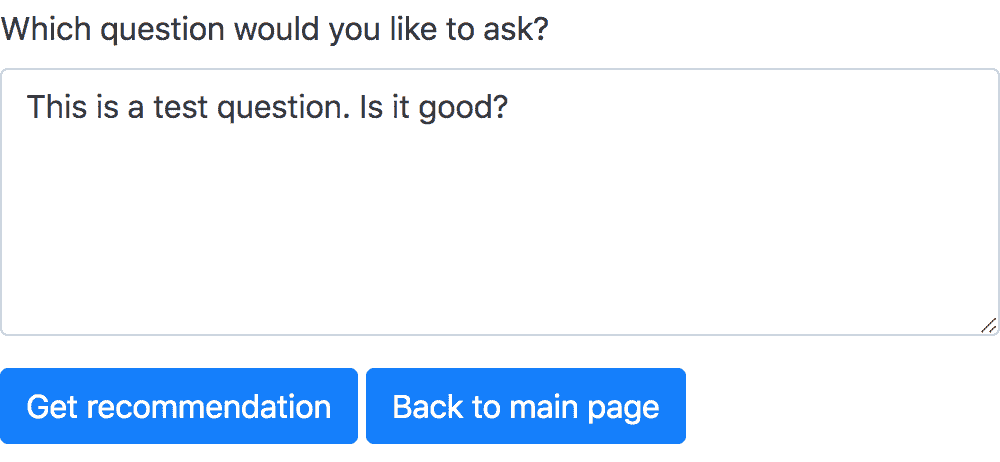 Which question would you like to ask?
This is a test question. Is it good?
Get recommendation Back to main page